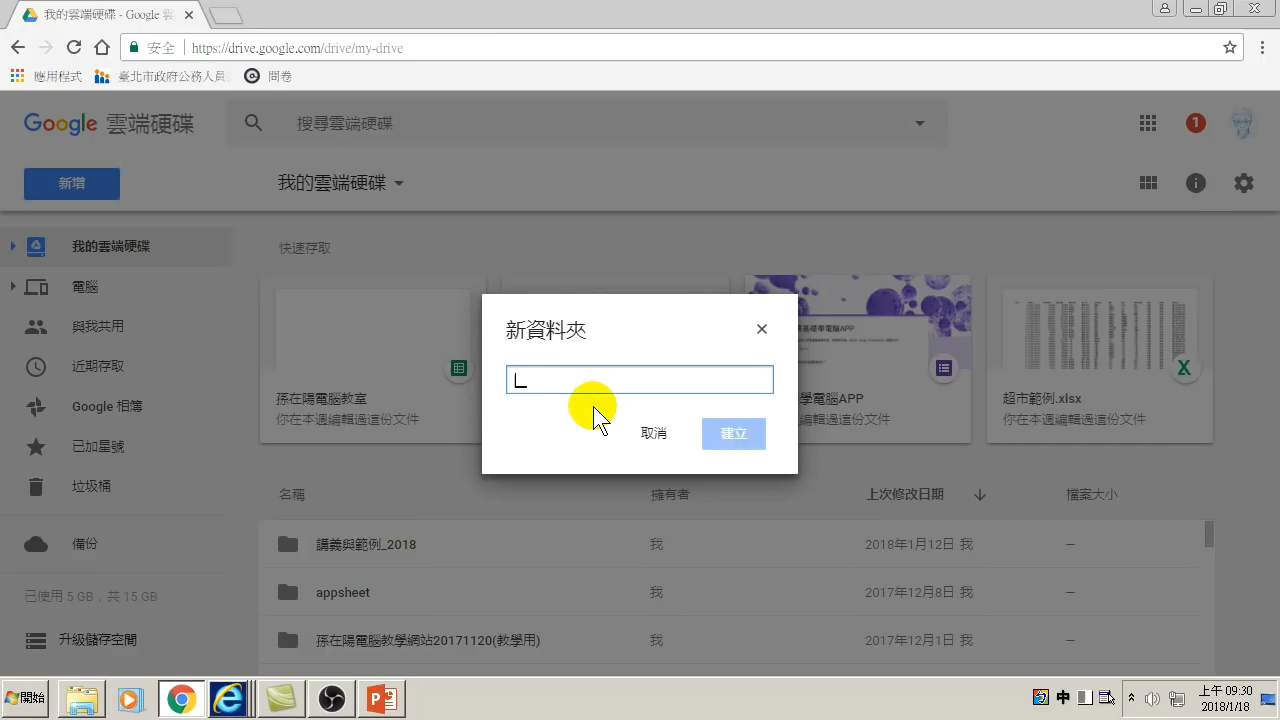 我的雲端硬碟 - Google 雲
安全 https://drive.google.com/drive/my-drive
應用程式 臺北市政府公務人員 問卷
Google 雲端硬碟 搜尋雲端硬碟 1
新增 我的雲端硬碟
我的雲端硬碟
電腦
與我共用
近期存取
Google 相簿
已加星號
垃圾桶
備份
已使用 5 GB，共 15 GB
升級儲存空間
快速存取
孫在陽電腦教室
你在本週編輯過這份文件
學電腦APP
編輯過這份文件
超市範例.xlsx
你在本週編輯過這份文件
新資料夾
取消 建立
名稱 擁有者 上次修改日期 檔案大小
講義與範例_2018 我 2018年1月12日 我 —
appsheet 我 2017年12月8日 我 —
孫在陽電腦教學網站20171120(教學用) 我 2017年12月1日 我 —
開始 中 上午 09:30
2018/1/18